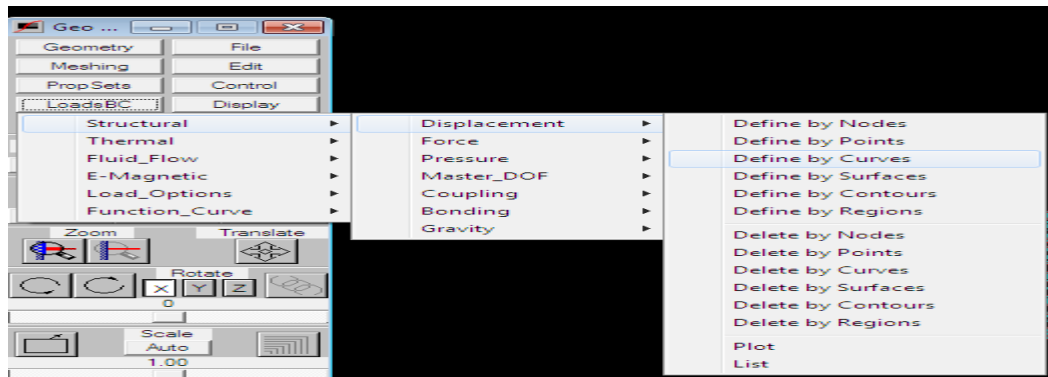 Geo ...
Geometry File
Meshing Edit
PropSets Control
LoadsBC Display
Structural
Thermal
Fluid_Flow
E-Magnetic
Load_Options
Function_Curve
Displacement
Force
Pressure
Master_DOF
Coupling
Bonding
Gravity
Define by Nodes
Define by Points
Define by Curves
Define by Surfaces
Define by Contours
Define by Regions
Delete by Nodes
Delete by Points
Delete by Curves
Delete by Surfaces
Delete by Contours
Delete by Regions
Plot
List
Zoom Translate
Rotate
X Y Z
0
Scale
Auto
1.00